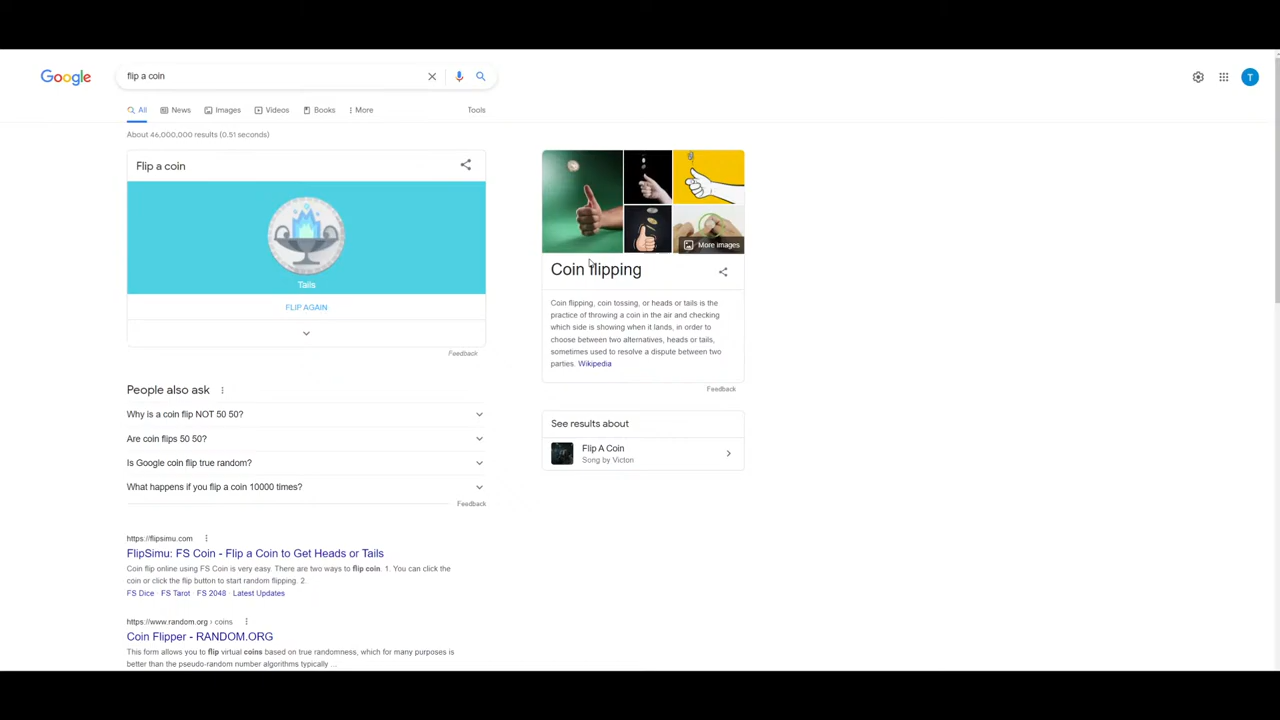 Google
flip a coin
T
All
News
Images
Videos
Books
More
Tools
About 46,000,000 results (0.51 seconds)
Flip a coin
Tails
FLIP AGAIN
Feedback
People also ask
Why is a coin flip NOT 50 50?
Are coin flips 50 50?
Is Google coin flip true random?
What happens if you flip a coin 10000 times?
Feedback
https://flipsimu.com
FlipSimu: FS Coin - Flip a Coin to Get Heads or Tails
Coin flip online using FS Coin is very easy. There are two ways to flip coin. 1. You can click the
coin or click the flip button to start random flipping. 2.
FS Dice · FS Tarot · FS 2048 · Latest Updates
https://www.random.org › coins
Coin Flipper - RANDOM.ORG
This form allows you to flip virtual coins based on true randomness, which for many purposes is
better than the pseudo-random number algorithms typically ...
More images
Coin flipping
Coin flipping, coin tossing, or heads or tails is the
practice of throwing a coin in the air and checking
which side is showing when it lands, in order to
choose between two alternatives, heads or tails,
sometimes used to resolve a dispute between two
parties. Wikipedia
Feedback
See results about
Flip A Coin
Song by Victon